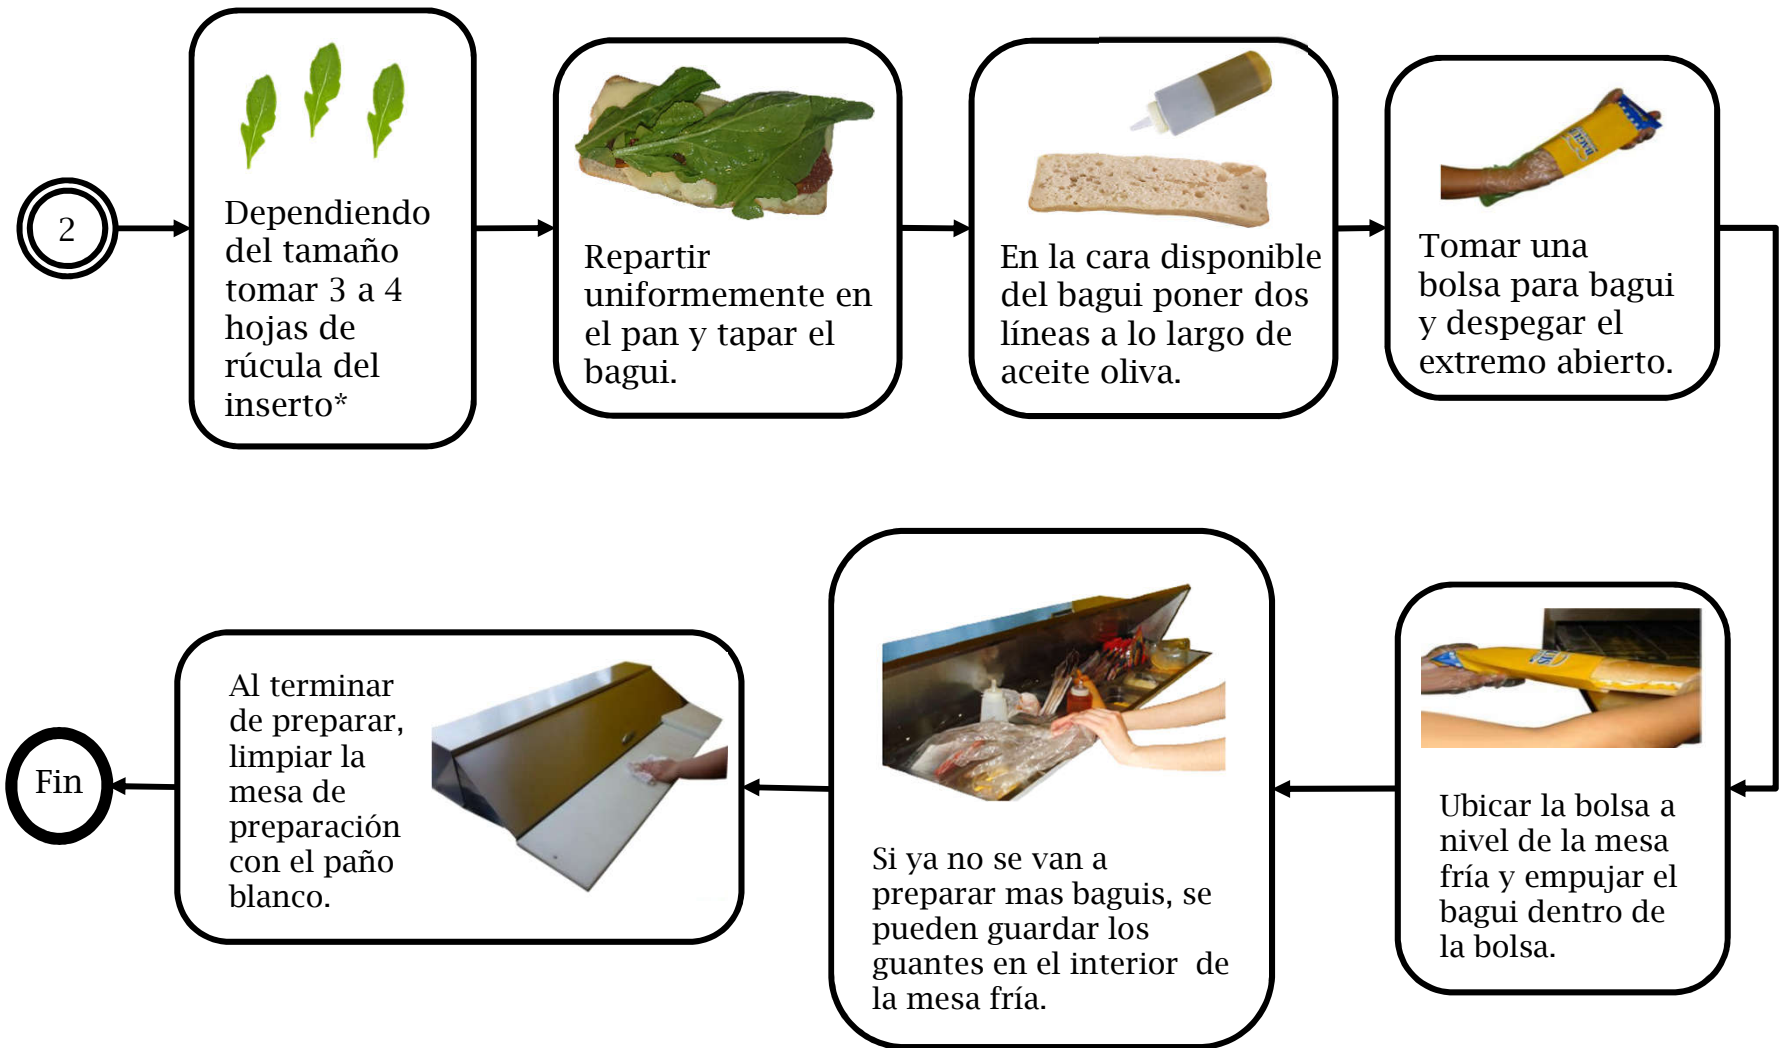 2
Dependiendo
del tamaño
tomar 3 a 4
hojas de
rúcula del
inserto*
Repartir
uniformemente en
el pan y tapar el
bagui.
En la cara disponible
del bagui poner dos
líneas a lo largo de
aceite oliva.
Tomar una
bolsa para bagui
y despegar el
extremo abierto.
Ubicar la bolsa a
nivel de la mesa
fría y empujar el
bagui dentro de
la bolsa.
Si ya no se van a
preparar mas baguis, se
pueden guardar los
guantes en el interior  de
la mesa fría.
Al terminar
de preparar,
limpiar la
mesa de
preparación
con el paño
blanco.
Fin